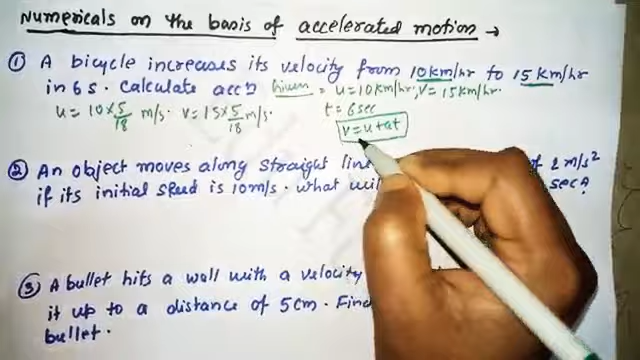 Numericals on the basis of accelerated motion →
① A bicycle increases its velocity from 10km/hr to 15 km/hr
in 6 s. Calculate accn Given = u=10km/hr, v= 15km/hr.
u= 10×5/18 m/s. v= 15×5/18 m/s. t= 6sec
v=u+at
② An object moves along straight lin of 2 m/s²
if its initial speed is 10m/s. what wil sec?
③ A bullet hits a wall with a velocity
it up to a distance of 5cm. Find
bullet.